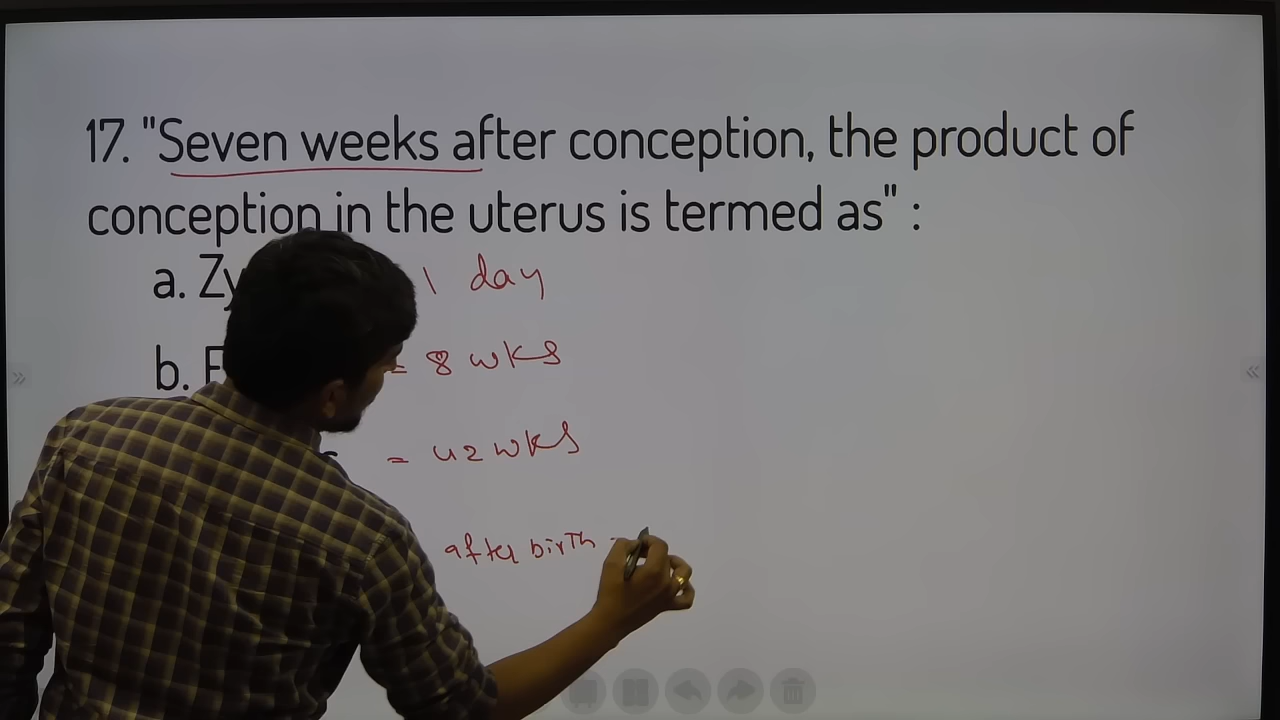 17. "Seven weeks after conception, the product of
conception in the uterus is termed as" :
a. Zy 1 day
b. = 8 wks
= 42 wks
after birth -